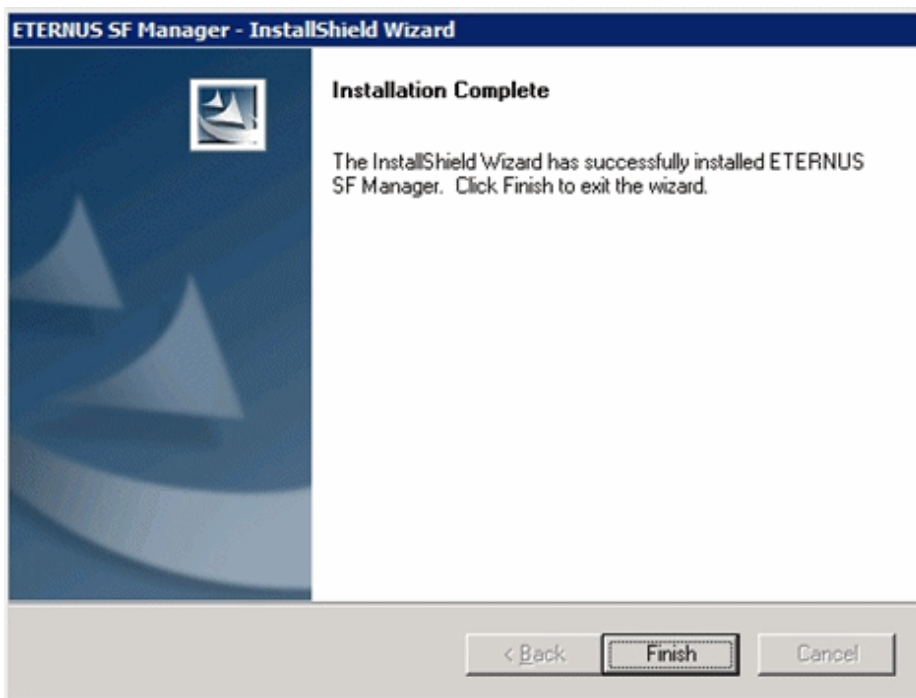 ETERNUS SF Manager - InstallShield Wizard
Installation Complete
The InstallShield Wizard has successfully installed ETERNUS
SF Manager. Click Finish to exit the wizard.
< Back Finish Cancel